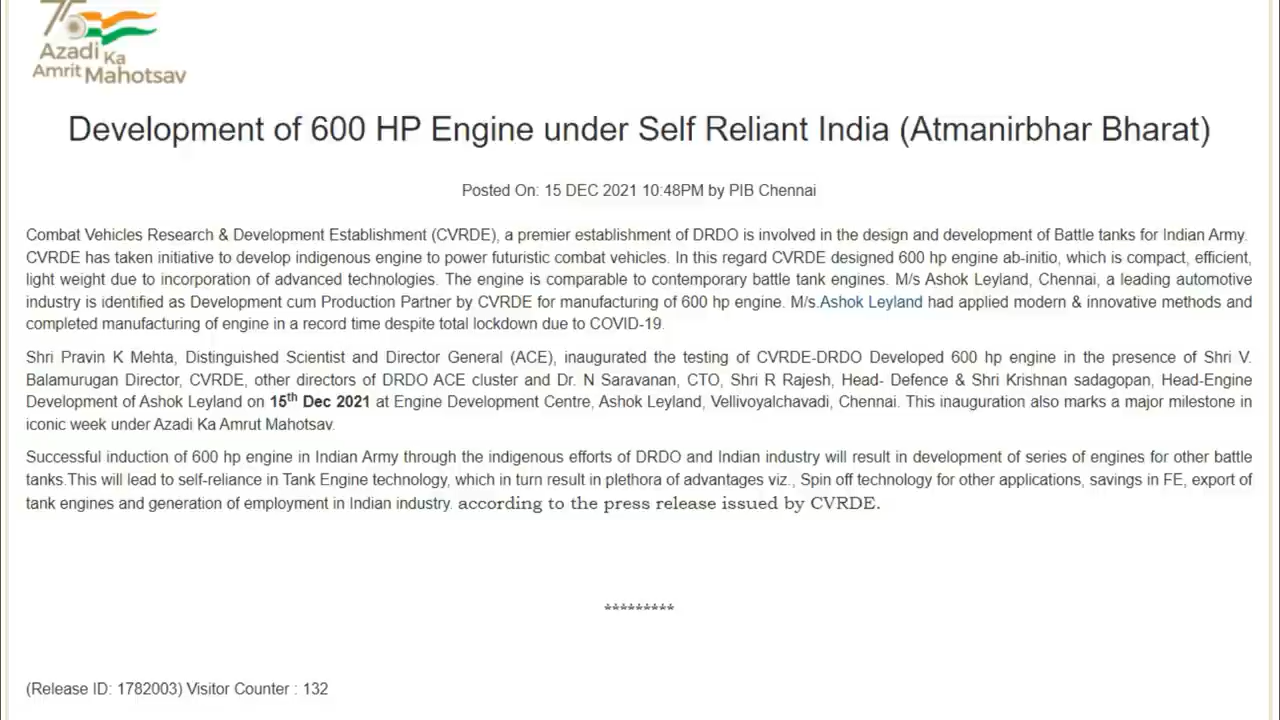 75
Azadi Ka
Amrit Mahotsav
Development of 600 HP Engine under Self Reliant India (Atmanirbhar Bharat)
Posted On: 15 DEC 2021 10:48PM by PIB Chennai
Combat Vehicles Research & Development Establishment (CVRDE), a premier establishment of DRDO is involved in the design and development of Battle tanks for Indian Army.
CVRDE has taken initiative to develop indigenous engine to power futuristic combat vehicles. In this regard CVRDE designed 600 hp engine ab-initio, which is compact, efficient,
light weight due to incorporation of advanced technologies. The engine is comparable to contemporary battle tank engines. M/s Ashok Leyland, Chennai, a leading automotive
industry is identified as Development cum Production Partner by CVRDE for manufacturing of 600 hp engine. M/s.Ashok Leyland had applied modern & innovative methods and
completed manufacturing of engine in a record time despite total lockdown due to COVID-19.
Shri Pravin K Mehta, Distinguished Scientist and Director General (ACE), inaugurated the testing of CVRDE-DRDO Developed 600 hp engine in the presence of Shri V.
Balamurugan Director, CVRDE, other directors of DRDO ACE cluster and Dr. N Saravanan, CTO, Shri R Rajesh, Head- Defence & Shri Krishnan sadagopan, Head-Engine
Development of Ashok Leyland on 15th Dec 2021 at Engine Development Centre, Ashok Leyland, Vellivoyalchavadi, Chennai. This inauguration also marks a major milestone in
iconic week under Azadi Ka Amrut Mahotsav.
Successful induction of 600 hp engine in Indian Army through the indigenous efforts of DRDO and Indian industry will result in development of series of engines for other battle
tanks.This will lead to self-reliance in Tank Engine technology, which in turn result in plethora of advantages viz., Spin off technology for other applications, savings in FE, export of
tank engines and generation of employment in Indian industry. according to the press release issued by CVRDE.
*********
(Release ID: 1782003) Visitor Counter : 132